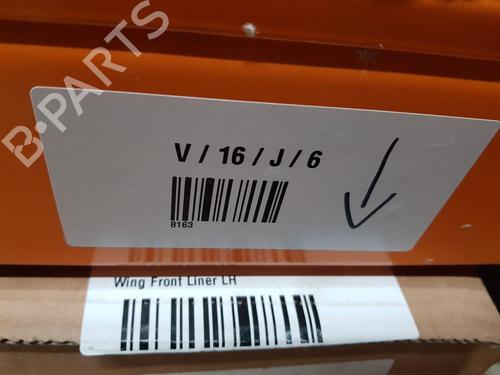 B-PARTS
V / 16 / J / 6
8163
Wing Front Liner LH